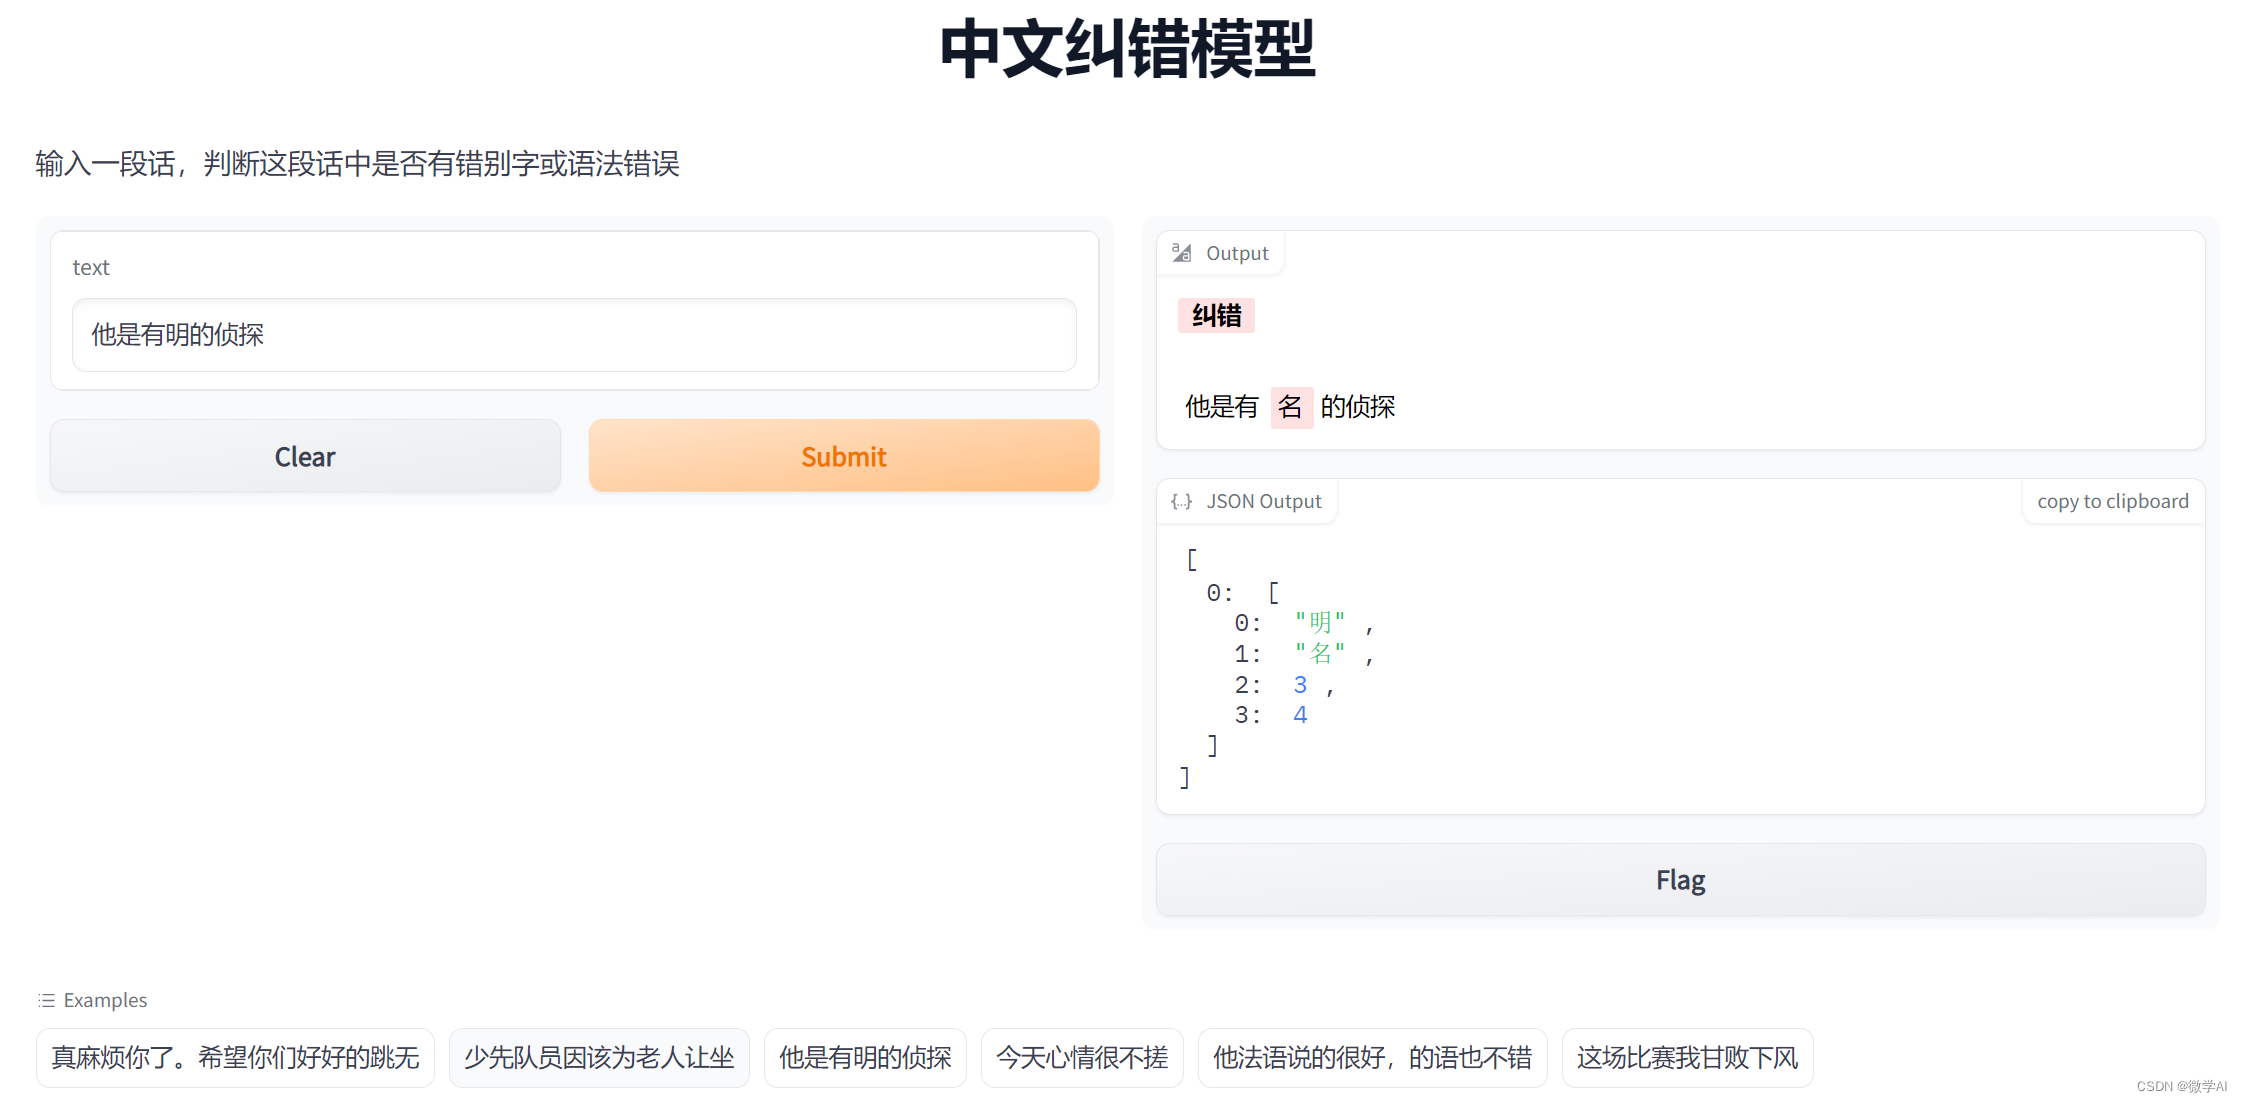 中文纠错模型
输入一段话，判断这段话中是否有错别字或语法错误
text
他是有明的侦探
Clear
Submit
Output
纠错
他是有 名 的侦探
JSON Output
copy to clipboard
[
0: [
0: "明" ,
1: "名" ,
2: 3 ,
3: 4
]
]
Flag
Examples
真麻烦你了。希望你们好好的跳无
少先队员因该为老人让坐
他是有明的侦探
今天心情很不搓
他法语说的很好，的语也不错
这场比赛我甘败下风
CSDN @微学AI